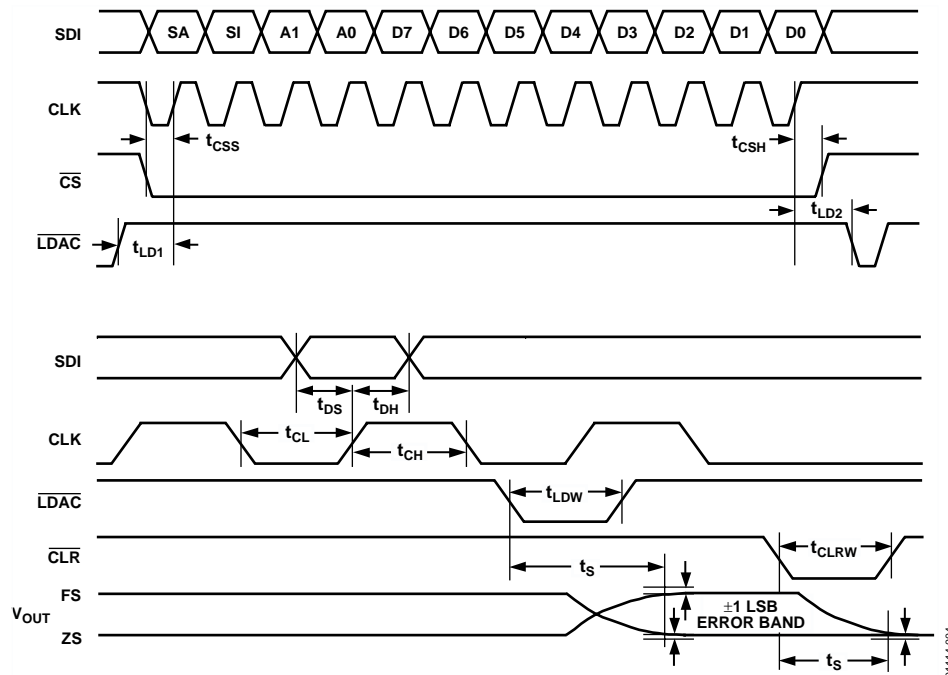 SDI SA SI A1 A0 D7 D6 D5 D4 D3 D2 D1 D0
CLK
tCSS tCSH
CS
tLD2
LDAC
tLD1
SDI
tDS tDH
CLK
tCL
tCH
LDAC
tLDW
CLR
tCLRW
tS
FS
VOUT
±1 LSB
ERROR BAND
ZS
tS